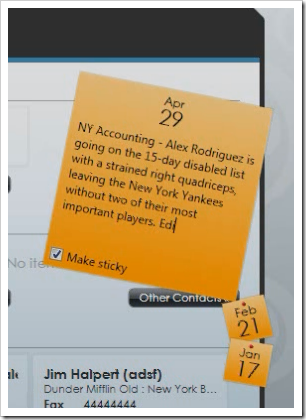 Apr
29
NY Accounting - Alex Rodriguez is
going on the 15-day disabled list
with a strained right quadriceps,
leaving the New York Yankees
without two of their most
important players. Ed
Make sticky
No
Other Contacts
Feb
21
Jan
17
Jim Halpert (adsf)
Dunder Mifflin Old : New York B...
Fax 44444444